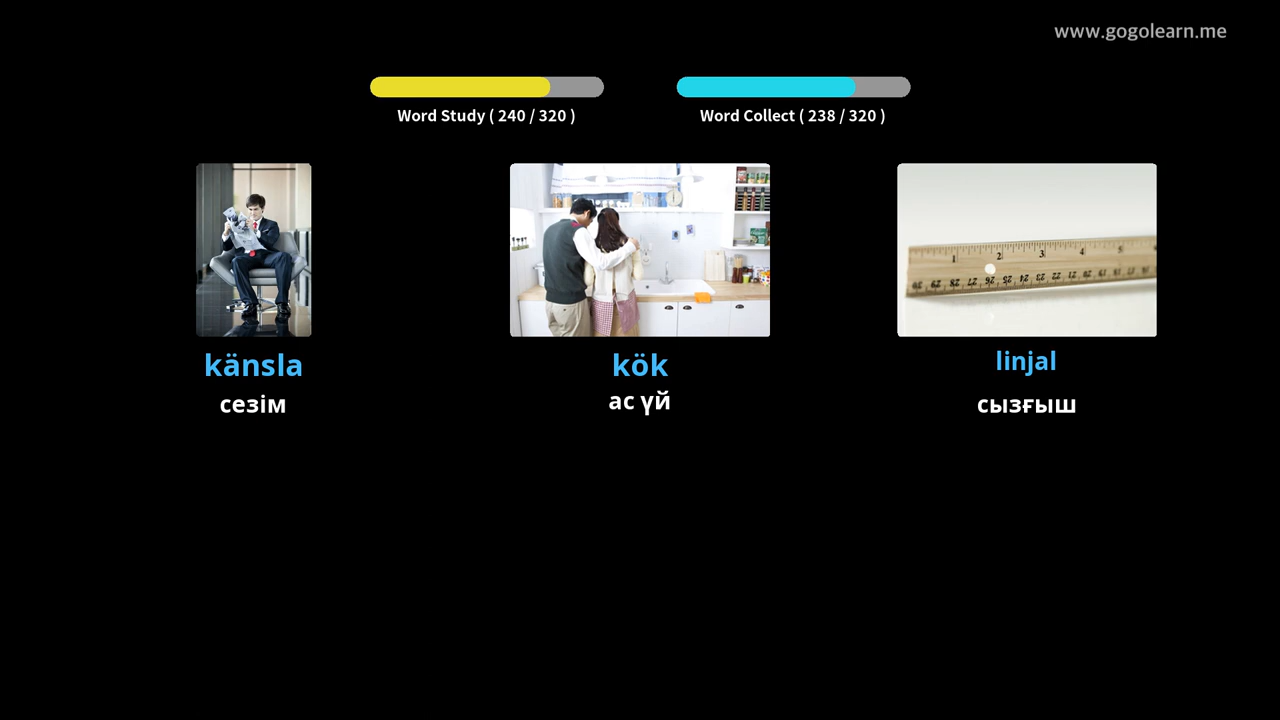 www.gogolearn.me
Word Study ( 240 / 320 )
Word Collect ( 238 / 320 )
känsla
kök
linjal
сезім
ас үй
сызғыш